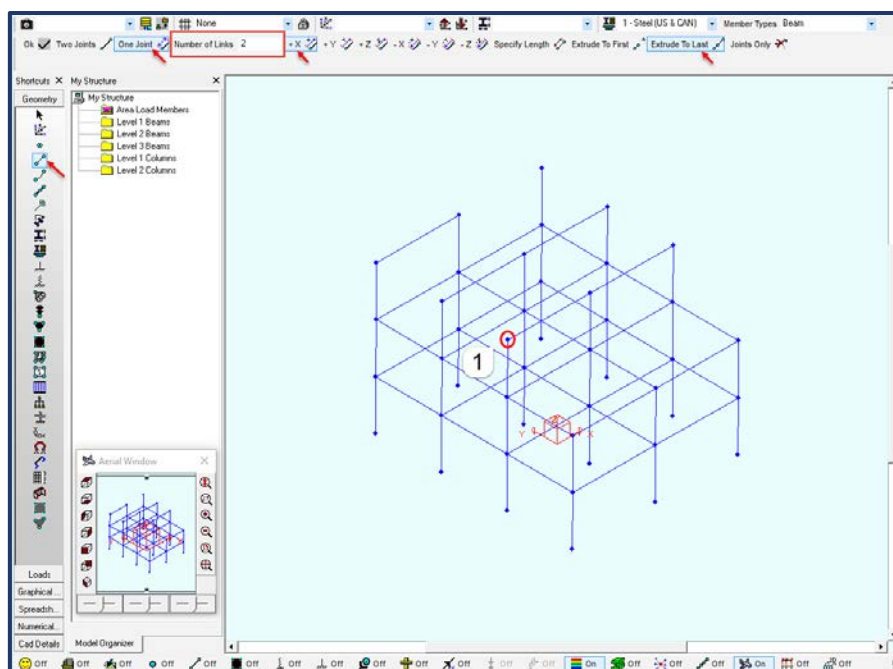 None
1 - Steel (US & CAN)
Member Types Beam
Ok Two Joints One Joint Number of Links 2 + X + Y + Z - X - Y - Z Specify Length Extrude To First Extrude To Last Joints Only
Shortcuts X My Structure X
Geometry
My Structure
Area Load Members
Level 1 Beams
Level 2 Beams
Level 3 Beams
Level 1 Columns
Level 2 Columns
1
Y X
Aerial Window
Loads
Graphical ...
Spreadsh...
Numerical...
Cad Details
Model Organizer
Off Off Off Off Off Off Off Off Off Off Off Off Off On Off Off Off On Off Off